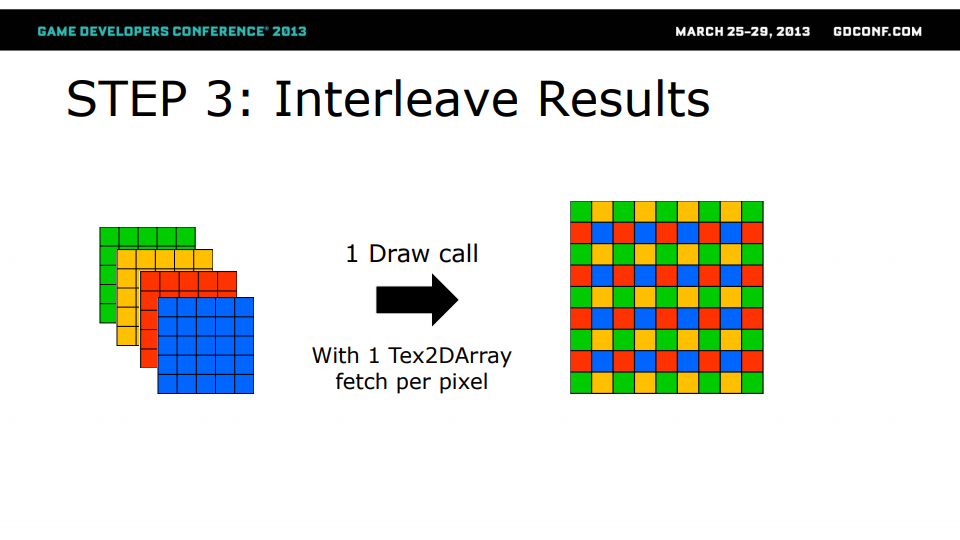 GAME DEVELOPERS CONFERENCE® 2013
MARCH 25–29, 2013 GDCONF.COM
STEP 3: Interleave Results
1 Draw call
With 1 Tex2DArray
fetch per pixel